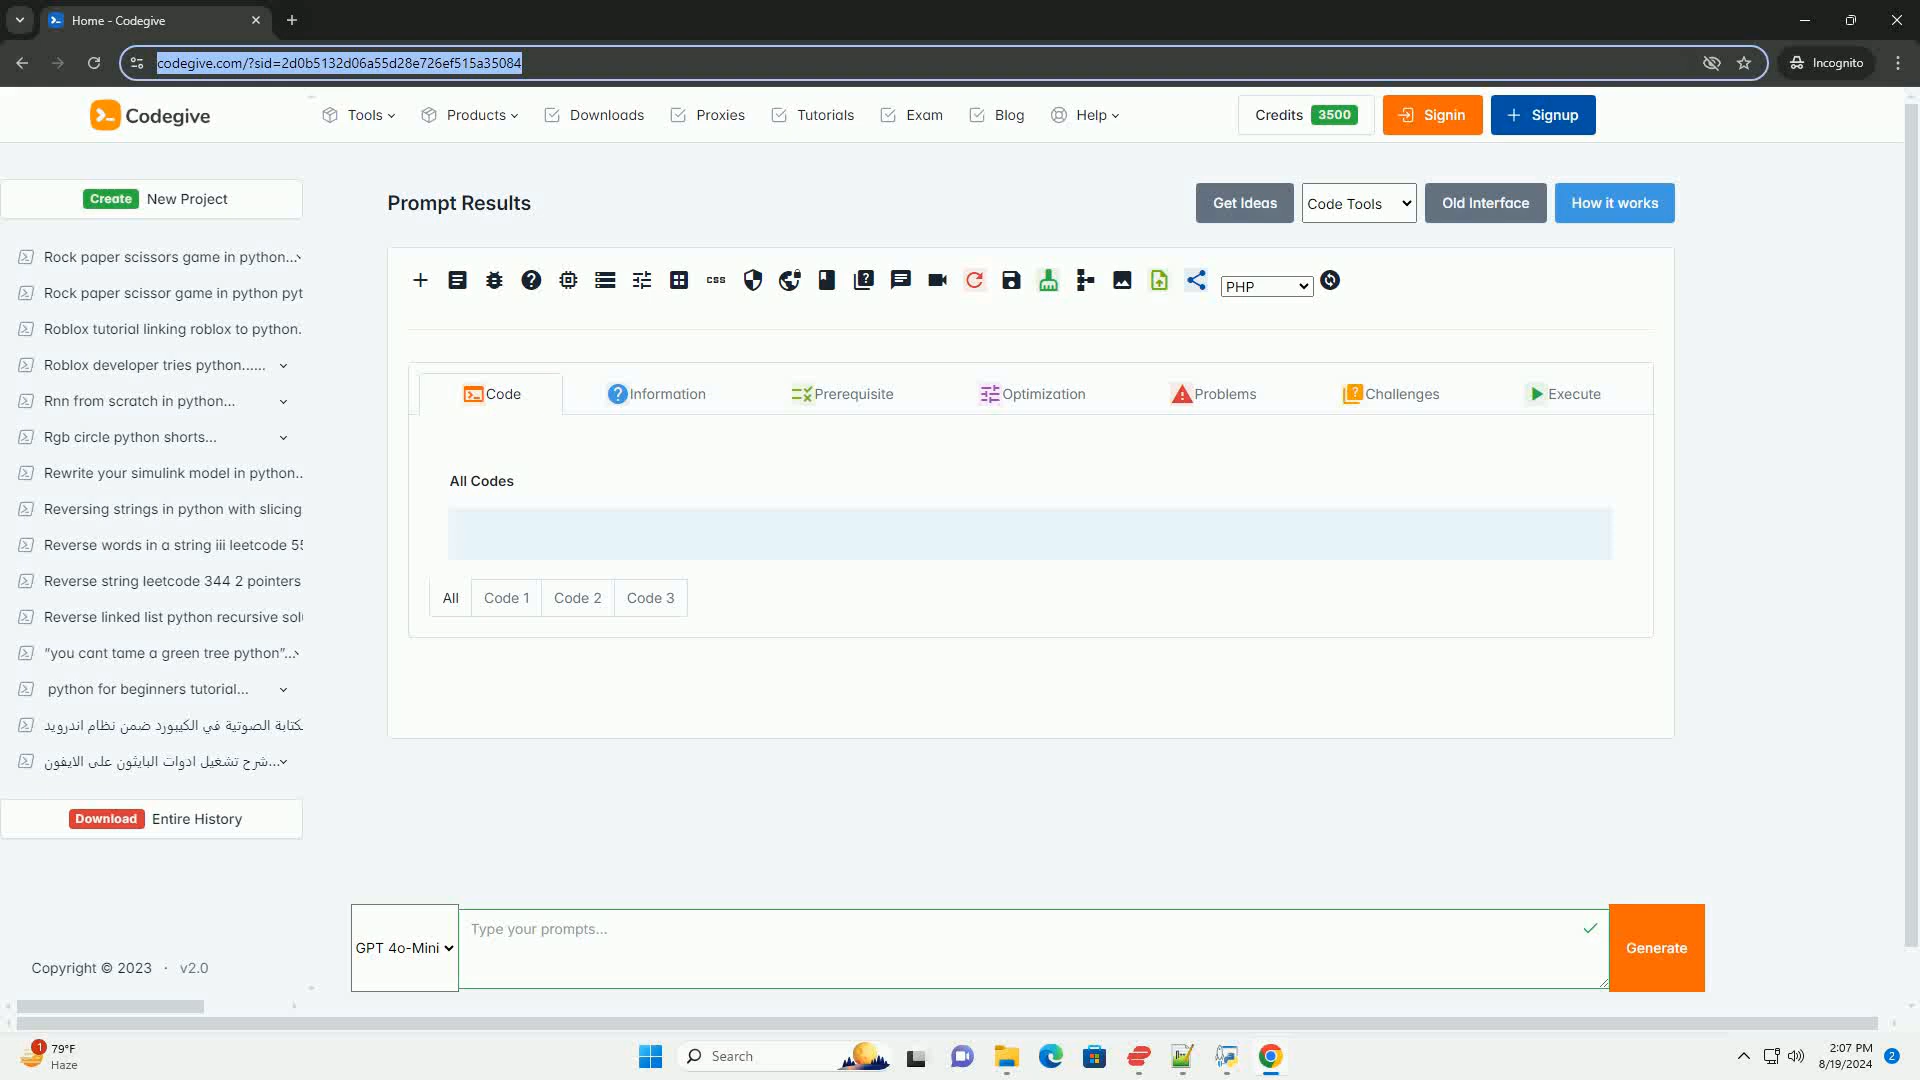 Home - Codegive
codegive.com/?sid=2d0b5132d06a55d28e726ef515a35084
Incognito
Codegive
Tools
Products
Downloads
Proxies
Tutorials
Exam
Blog
Help
Credits 3500
Signin
Signup
Create New Project
Prompt Results
Get Ideas
Code Tools
Old Interface
How it works
Rock paper scissors game in python...
Rock paper scissor game in python pyt
Roblox tutorial linking roblox to python.
Roblox developer tries python......
Rnn from scratch in python...
Rgb circle python shorts...
Rewrite your simulink model in python..
Reversing strings in python with slicing
Reverse words in a string iii leetcode 55
Reverse string leetcode 344 2 pointers
Reverse linked list python recursive solu
"you cant tame a green tree python"...
python for beginners tutorial...
كتابة الصوتية في الكيبورد ضمن نظام اندرويد
شرح تشغيل ادوات البايثون على الايفون...
Download Entire History
css
PHP
Code
Information
Prerequisite
Optimization
Problems
Challenges
Execute
All Codes
All
Code 1
Code 2
Code 3
GPT 4o-Mini
Type your prompts...
Generate
Copyright © 2023 · v2.0
1
79°F
Haze
Search
2:07 PM
8/19/2024
2